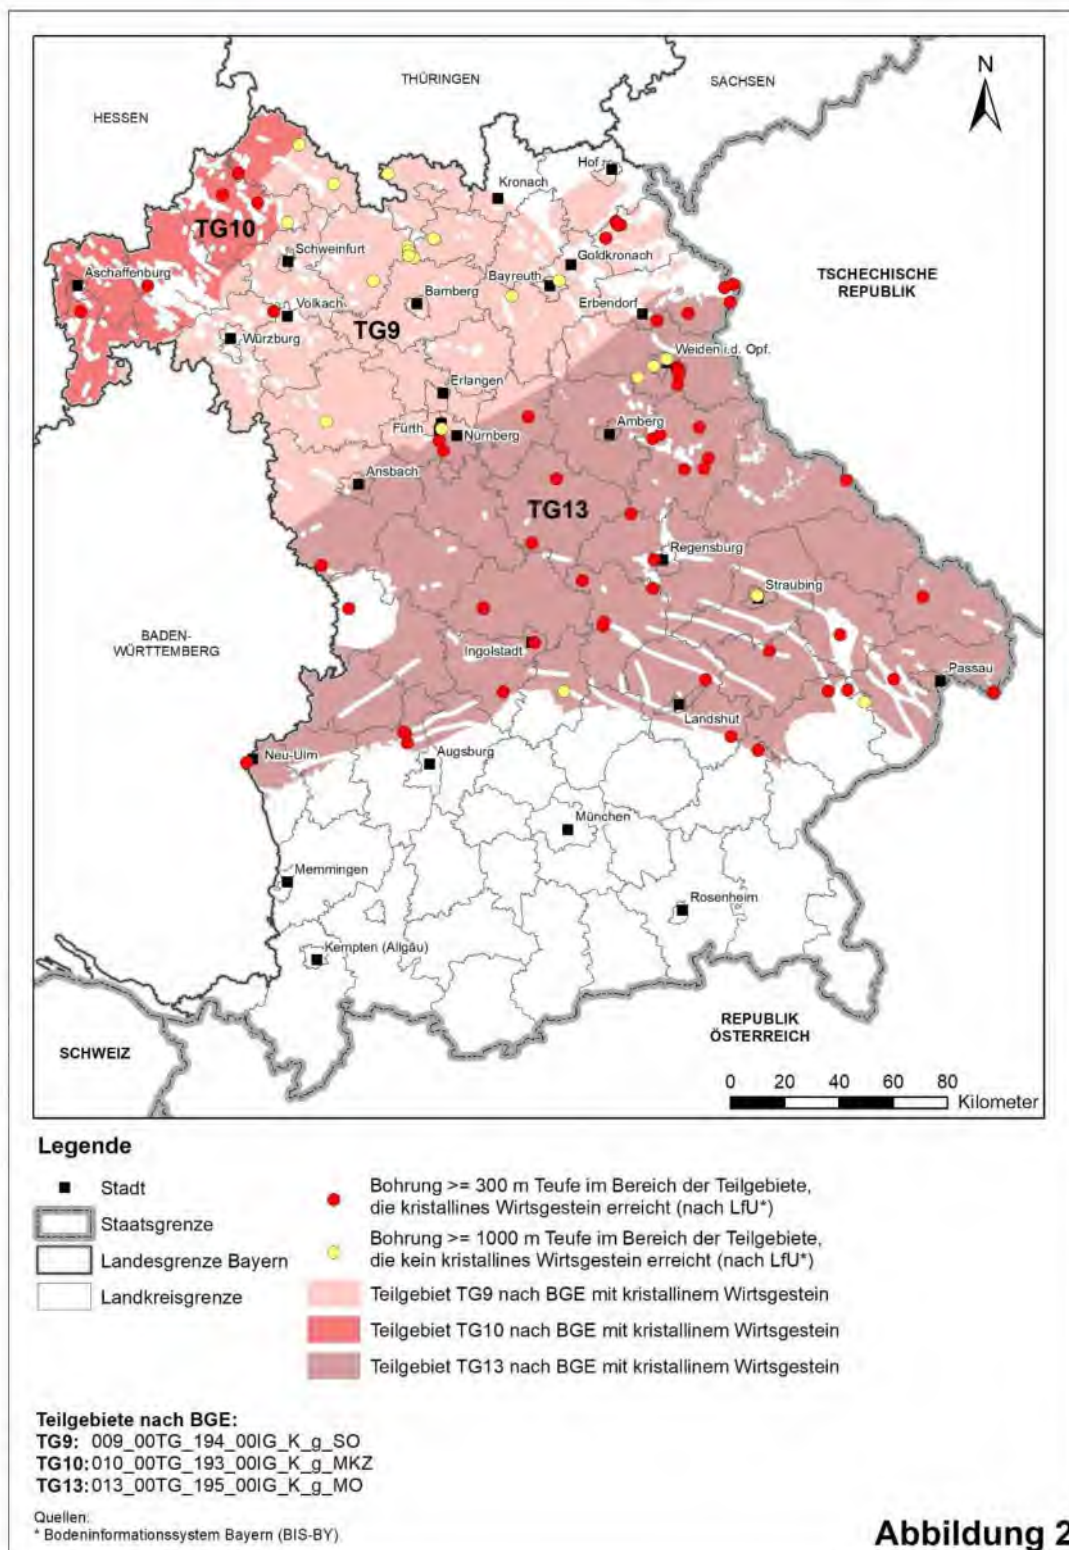 THÜRINGEN
SACHSEN
HESSEN
N
Hof
Kronach
TG10
Schweinfurt
Goldkronach
Aschaffenburg
Bayreuth
TSCHECHISCHE
REPUBLIK
Volkach
Bamberg
Erbendorf
TG9
Würzburg
Weiden i.d. Opf.
Erlangen
Fürth
Nürnberg
Amberg
Ansbach
TG13
Regensburg
Straubing
BADEN-
WÜRTTEMBERG
Ingolstadt
Passau
Landshut
Neu-Ulm
Augsburg
München
Memmingen
Rosenheim
Kempten (Allgäu)
REPUBLIK
ÖSTERREICH
SCHWEIZ
0 20 40 60 80
Kilometer
Legende
Stadt
Staatsgrenze
Landesgrenze Bayern
Landkreisgrenze
Bohrung >= 300 m Teufe im Bereich der Teilgebiete,
die kristallines Wirtsgestein erreicht (nach LfU*)
Bohrung >= 1000 m Teufe im Bereich der Teilgebiete,
die kein kristallines Wirtsgestein erreicht (nach LfU*)
Teilgebiet TG9 nach BGE mit kristallinem Wirtsgestein
Teilgebiet TG10 nach BGE mit kristallinem Wirtsgestein
Teilgebiet TG13 nach BGE mit kristallinem Wirtsgestein
Teilgebiete nach BGE:
TG9: 009_00TG_194_00IG_K_g_SO
TG10: 010_00TG_193_00IG_K_g_MKZ
TG13: 013_00TG_195_00IG_K_g_MO
Quellen:
* Bodeninformationssystem Bayern (BIS-BY)
Abbildung 2